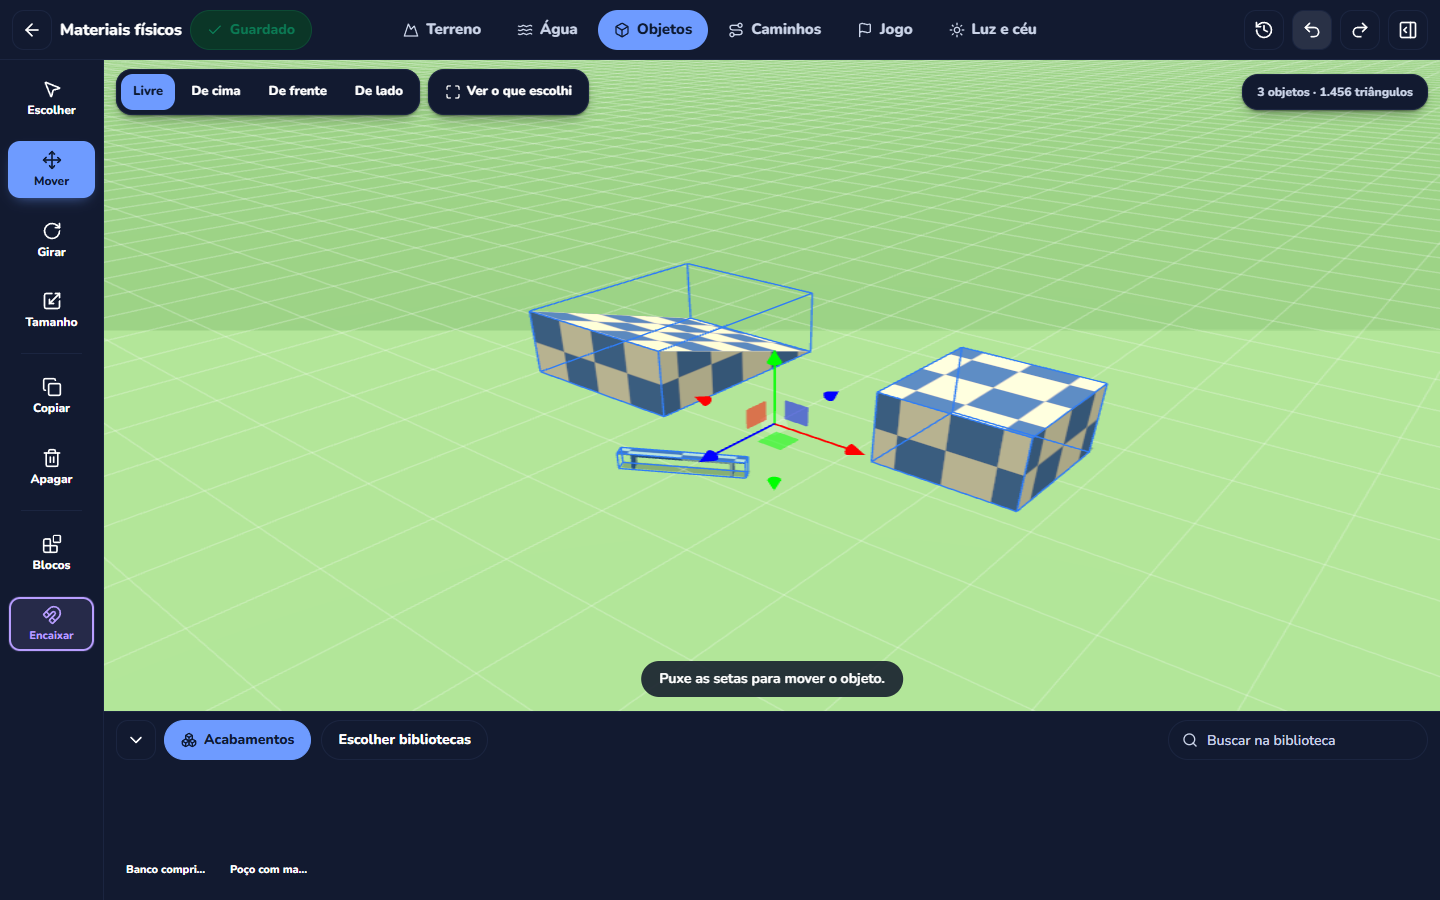 Materiais físicos
Guardado
Terreno
Água
Objetos
Caminhos
Jogo
Luz e céu
Escolher
Mover
Girar
Tamanho
Copiar
Apagar
Blocos
Encaixar
Livre
De cima
De frente
De lado
Ver o que escolhi
3 objetos · 1.456 triângulos
Puxe as setas para mover o objeto.
Acabamentos
Escolher bibliotecas
Buscar na biblioteca
Banco compri...
Poço com ma...